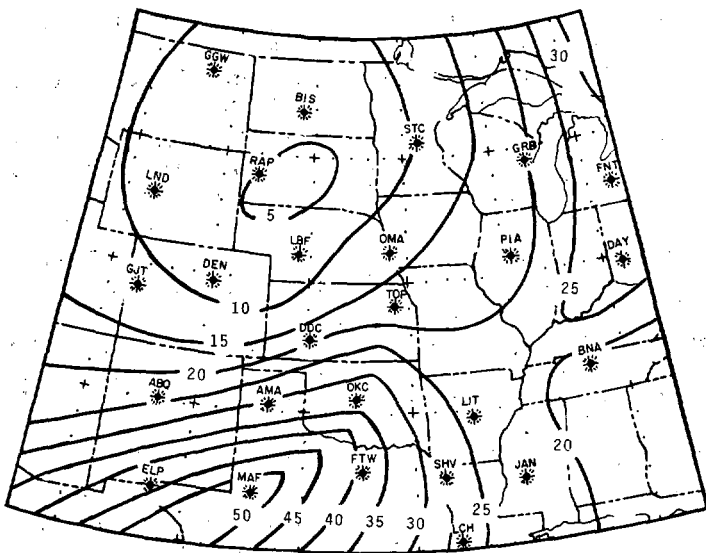 30
GGW
BIS
STC
GRB
RAP
FNT
LND
5
LBF
OMA
PIA
DAY
DEN
GJT
25
10
TOP
15
DDC
BNA
20
ABQ
AMA
OKC
LIT
20
ELP
MAF
FTW
SHV
JAN
50 45 40 35 30 25
LCH